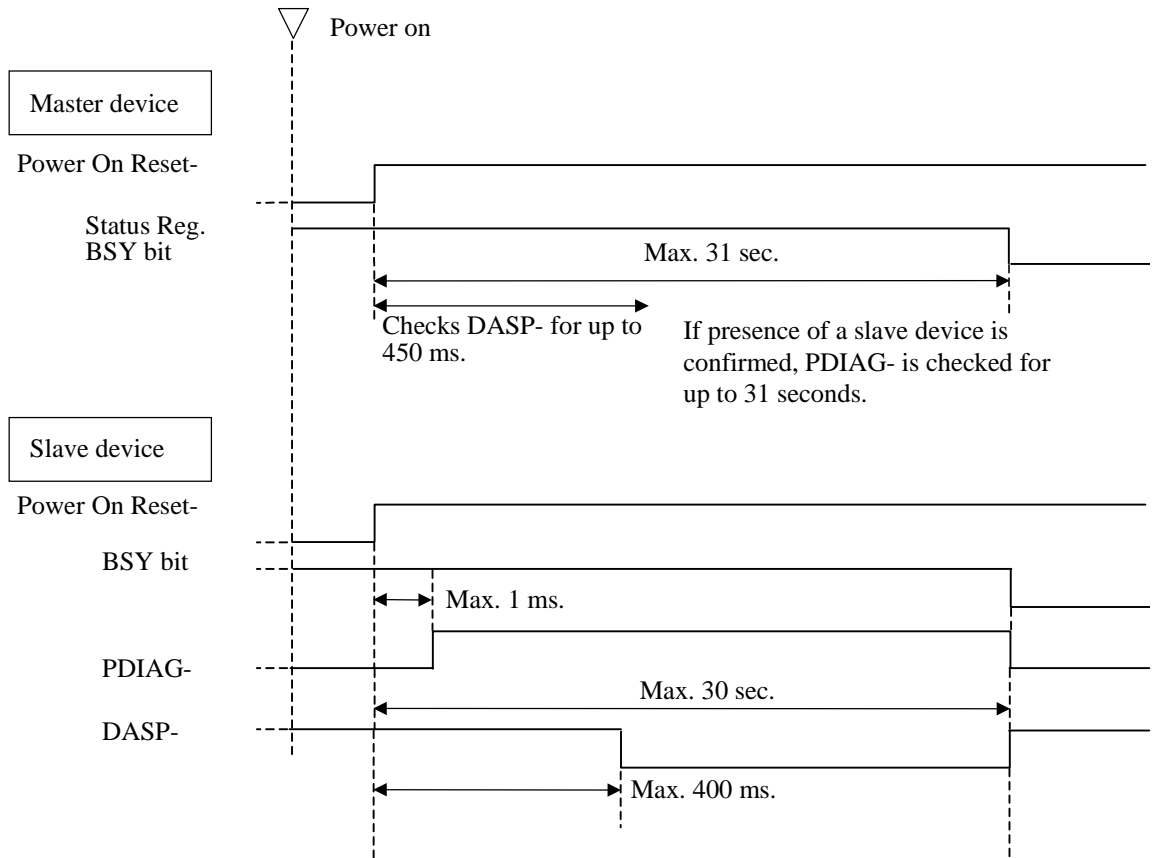 Power on
Master device
Power On Reset-
Status Reg.
BSY bit
Max. 31 sec.
Checks DASP- for up to
450 ms.
If presence of a slave device is
confirmed, PDIAG- is checked for
up to 31 seconds.
Slave device
Power On Reset-
BSY bit
Max. 1 ms.
PDIAG-
Max. 30 sec.
DASP-
Max. 400 ms.